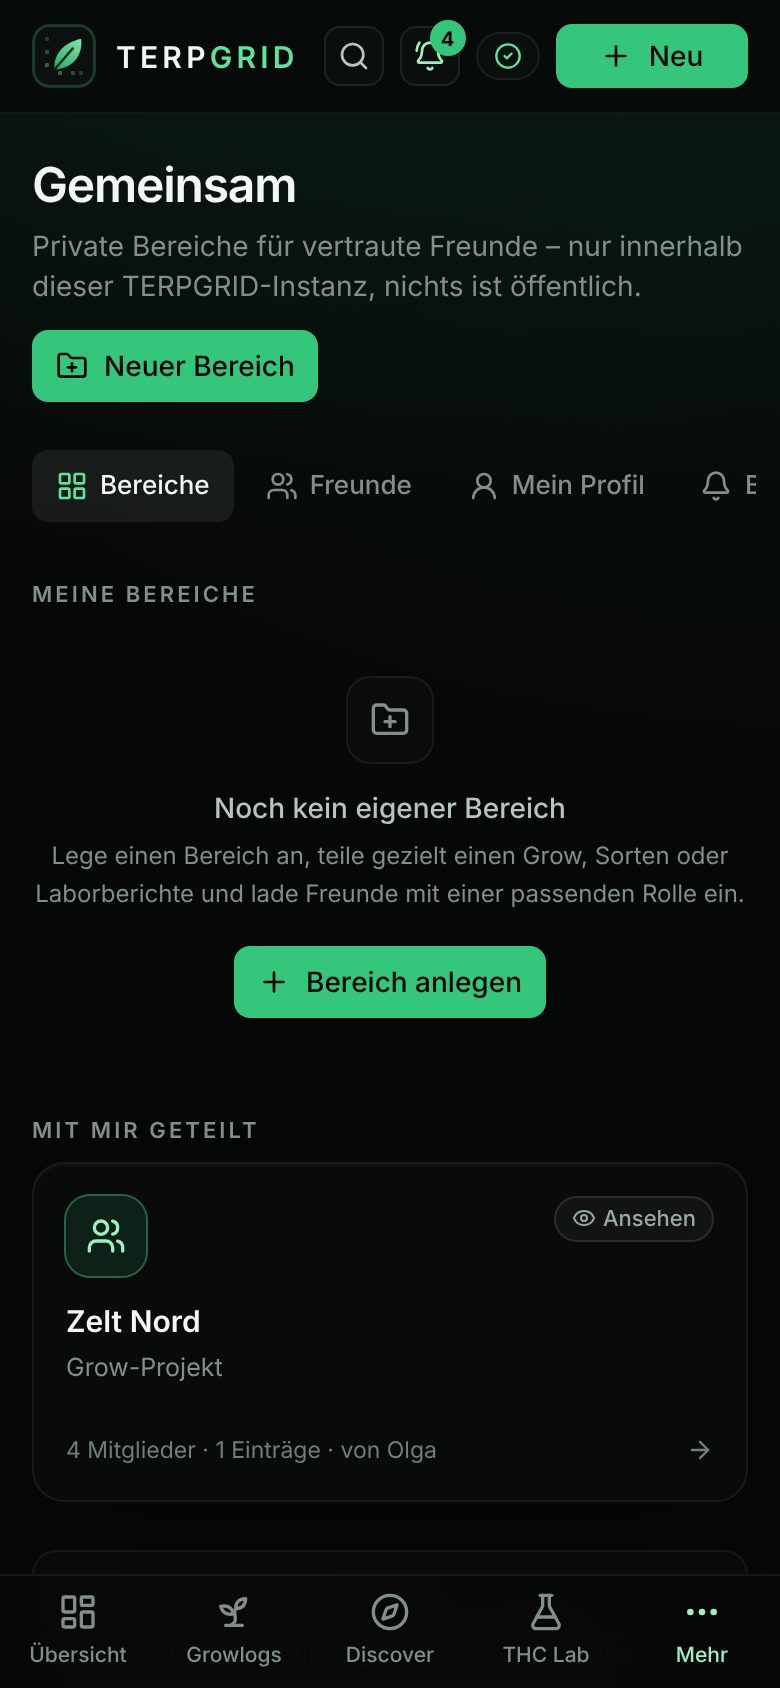 TERPGRID
4
Neu
Gemeinsam
Private Bereiche für vertraute Freunde – nur innerhalb
dieser TERPGRID-Instanz, nichts ist öffentlich.
Neuer Bereich
Bereiche
Freunde
Mein Profil
MEINE BEREICHE
Noch kein eigener Bereich
Lege einen Bereich an, teile gezielt einen Grow, Sorten oder
Laborberichte und lade Freunde mit einer passenden Rolle ein.
Bereich anlegen
MIT MIR GETEILT
Ansehen
Zelt Nord
Grow-Projekt
4 Mitglieder · 1 Einträge · von Olga
Übersicht
Growlogs
Discover
THC Lab
Mehr